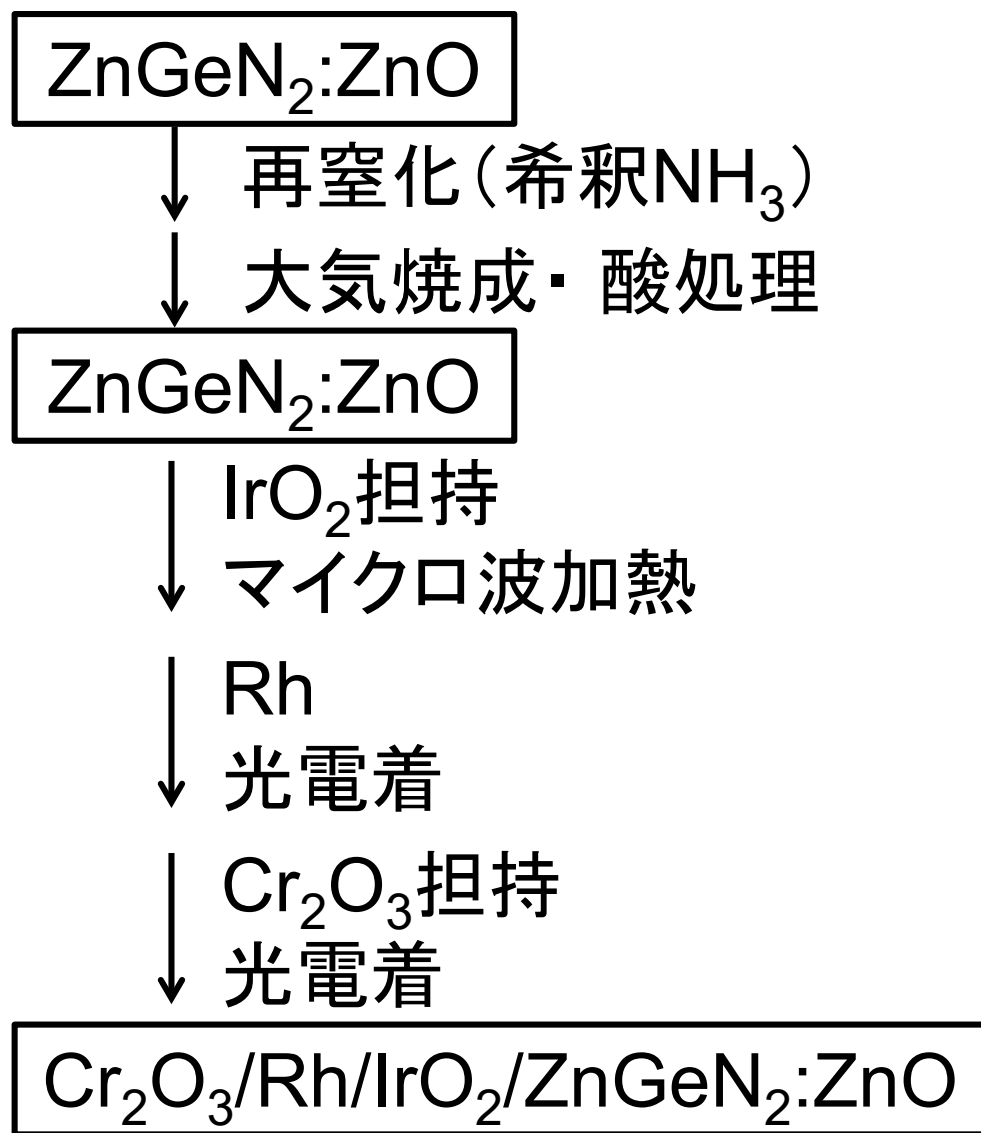 ZnGeN₂:ZnO
再窒化(希釈NH₃)
大気焼成・ 酸処理
ZnGeN₂:ZnO
IrO₂担持
マイクロ波加熱
Rh
光電着
Cr₂O₃担持
光電着
Cr₂O₃/Rh/IrO₂/ZnGeN₂:ZnO